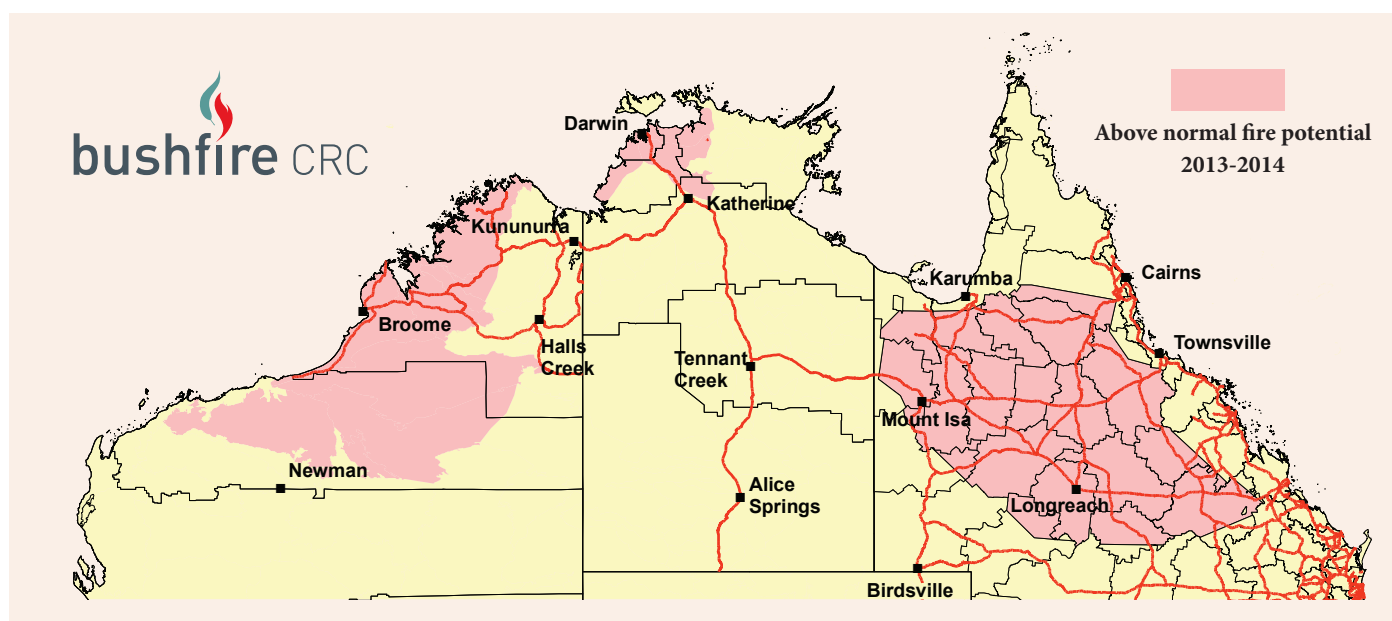 bushfire CRC
Above normal fire potential
2013-2014
Darwin
Katherine
Kununurra
Broome
Halls
Creek
Tennant
Creek
Newman
Alice
Springs
Karumba
Cairns
Townsville
Mount Isa
Longreach
Birdsville